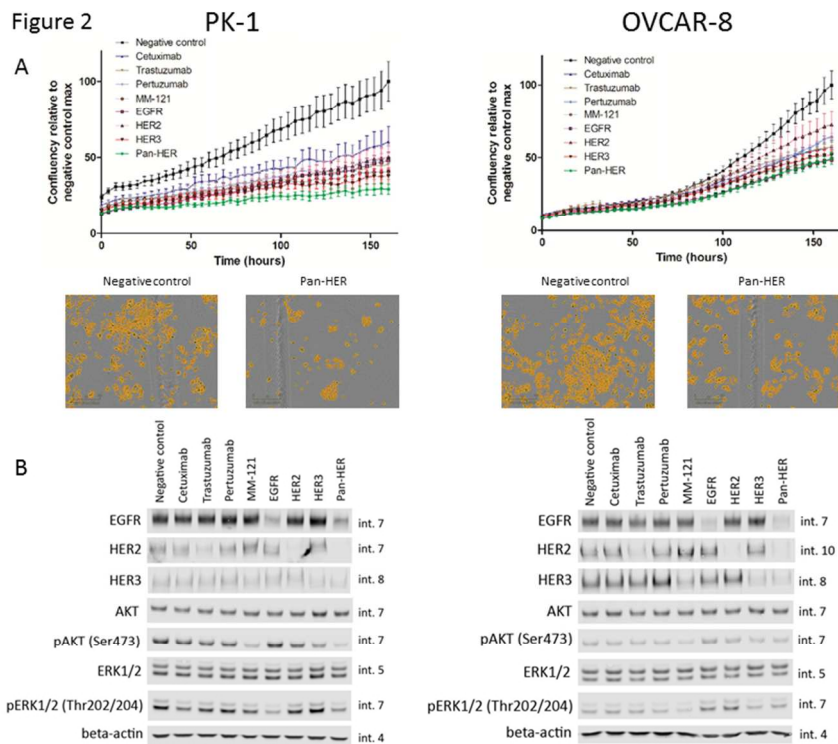 Figure 2
PK-1
OVCAR-8
A
Confluency relative to
negative control max
100
50
0
0
50
100
150
Time (hours)
Negative control
Cetuximab
Trastuzumab
Pertuzumab
MM-121
EGFR
HER2
HER3
Pan-HER
Confluency relative to
negative control max
100
50
0
0
50
100
150
Time (hours)
Negative control
Cetuximab
Trastuzumab
Pertuzumab
MM-121
EGFR
HER2
HER3
Pan-HER
Negative control
Pan-HER
Negative control
Pan-HER
B
Negative control
Cetuximab
Trastuzumab
Pertuzumab
MM-121
EGFR
HER2
HER3
Pan-HER
EGFR int. 7
HER2 int. 7
HER3 int. 8
AKT int. 7
pAKT (Ser473) int. 7
ERK1/2 int. 5
pERK1/2 (Thr202/204) int. 7
beta-actin int. 4
Negative control
Cetuximab
Trastuzumab
Pertuzumab
MM-121
EGFR
HER2
HER3
Pan-HER
EGFR int. 7
HER2 int. 10
HER3 int. 8
AKT int. 7
pAKT (Ser473) int. 7
ERK1/2 int. 5
pERK1/2 (Thr202/204) int. 7
beta-actin int. 4